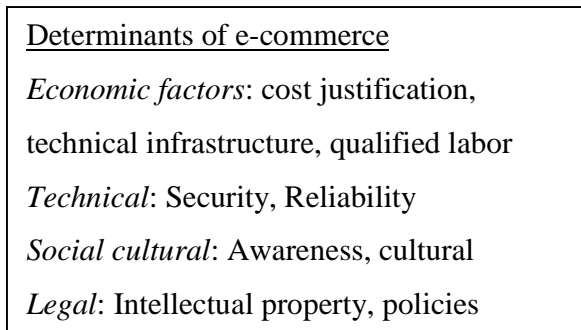 Determinants of e-commerce
Economic factors: cost justification,
technical infrastructure, qualified labor
Technical: Security, Reliability
Social cultural: Awareness, cultural
Legal: Intellectual property, policies